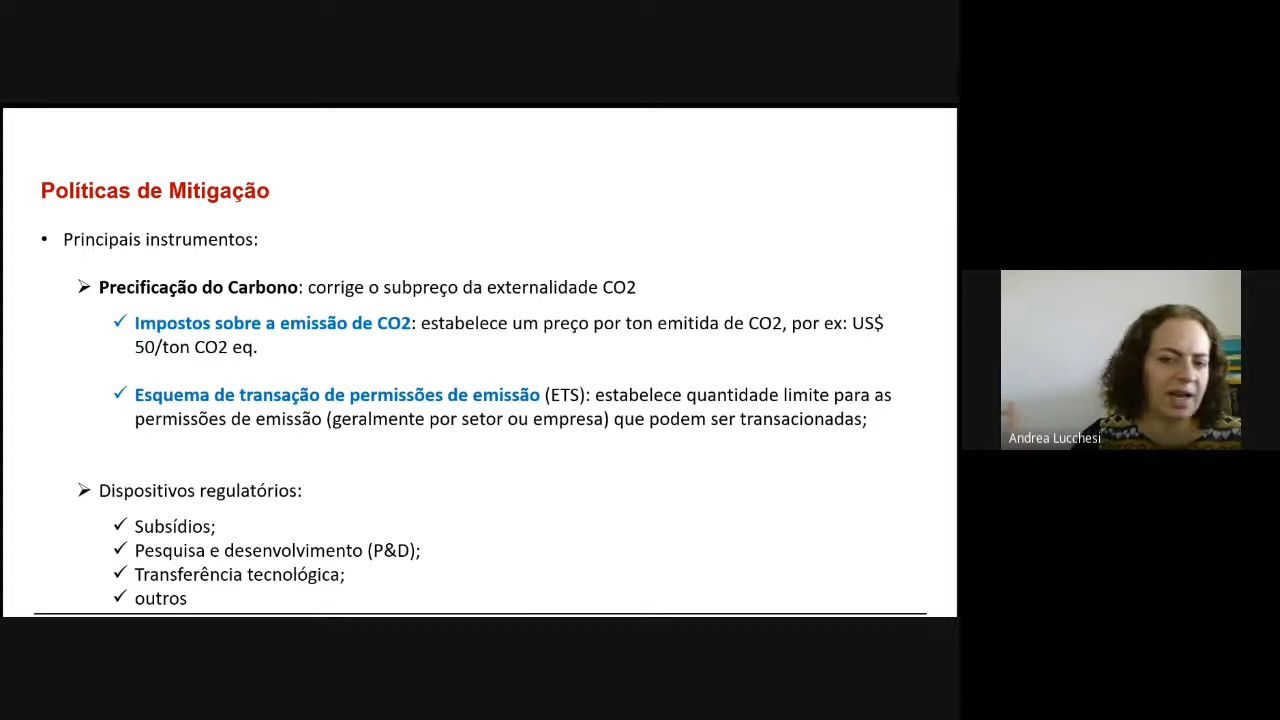 Políticas de Mitigação
• Principais instrumentos:
➢ Precificação do Carbono: corrige o subpreço da externalidade CO2
✓ Impostos sobre a emissão de CO2: estabelece um preço por ton emitida de CO2, por ex: US$
50/ton CO2 eq.
✓ Esquema de transação de permissões de emissão (ETS): estabelece quantidade limite para as
permissões de emissão (geralmente por setor ou empresa) que podem ser transacionadas;
➢ Dispositivos regulatórios:
✓ Subsídios;
✓ Pesquisa e desenvolvimento (P&D);
✓ Transferência tecnológica;
✓ outros
Andrea Lucchesi